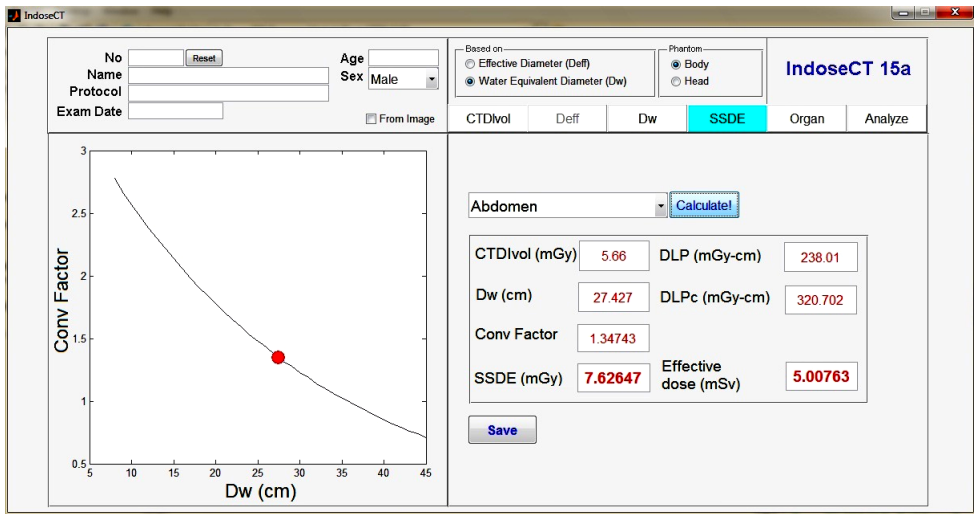 IndoseCT
No Reset
Name
Protocol
Exam Date
Age
Sex Male
From Image
Based on
Effective Diameter (Deff)
Water Equivalent Diameter (Dw)
Phantom
Body
Head
IndoseCT 15a
CTDIvol Deff Dw SSDE Organ Analyze
3
2.5
2
1.5
1
0.5
Conv Factor
5 10 15 20 25 30 35 40 45
Dw (cm)
Abdomen Calculate!
CTDIvol (mGy) 5.66 DLP (mGy-cm) 238.01
Dw (cm) 27.427 DLPc (mGy-cm) 320.702
Conv Factor 1.34743
SSDE (mGy) 7.62647 Effective dose (mSv) 5.00763
Save